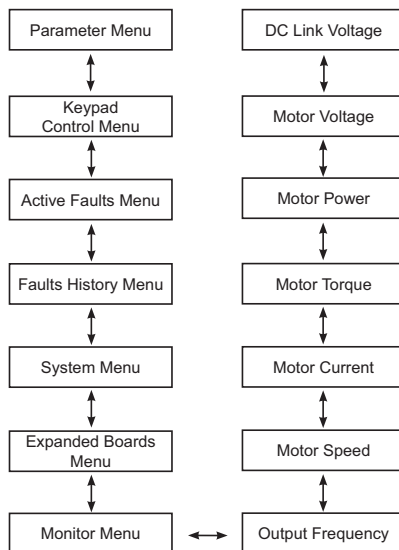 Parameter Menu
Keypad
Control Menu
Active Faults Menu
Faults History Menu
System Menu
Expanded Boards
Menu
Monitor Menu
DC Link Voltage
Motor Voltage
Motor Power
Motor Torque
Motor Current
Motor Speed
Output Frequency